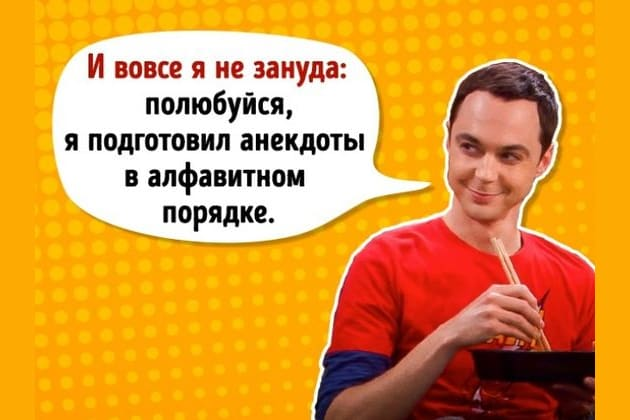 И вовсе я не зануда:
полюбуйся,
я подготовил анекдоты
в алфавитном
порядке.